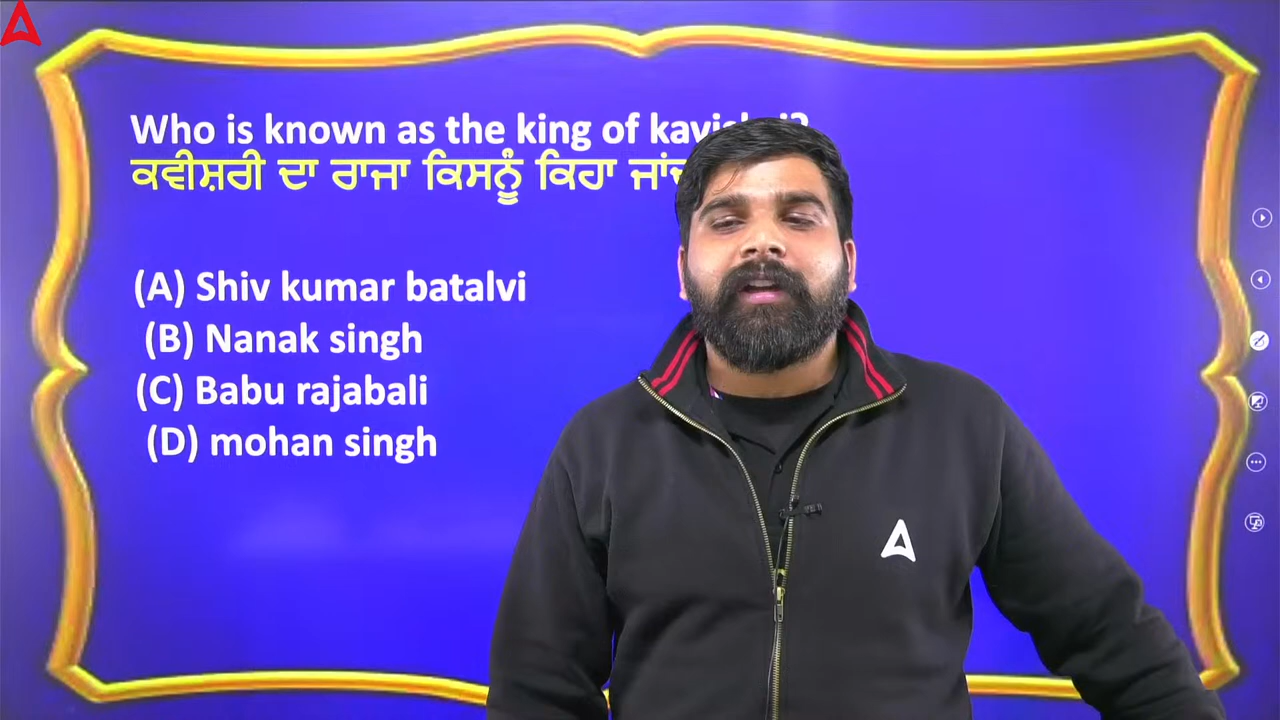 Who is known as the king of
ਕਵੀਸ਼ਰੀ ਦਾ ਰਾਜਾ ਕਿਸਨੂੰ ਕਿਹਾ
(A) Shiv kumar batalvi
(B) Nanak singh
(C) Babu rajabali
(D) mohan singh